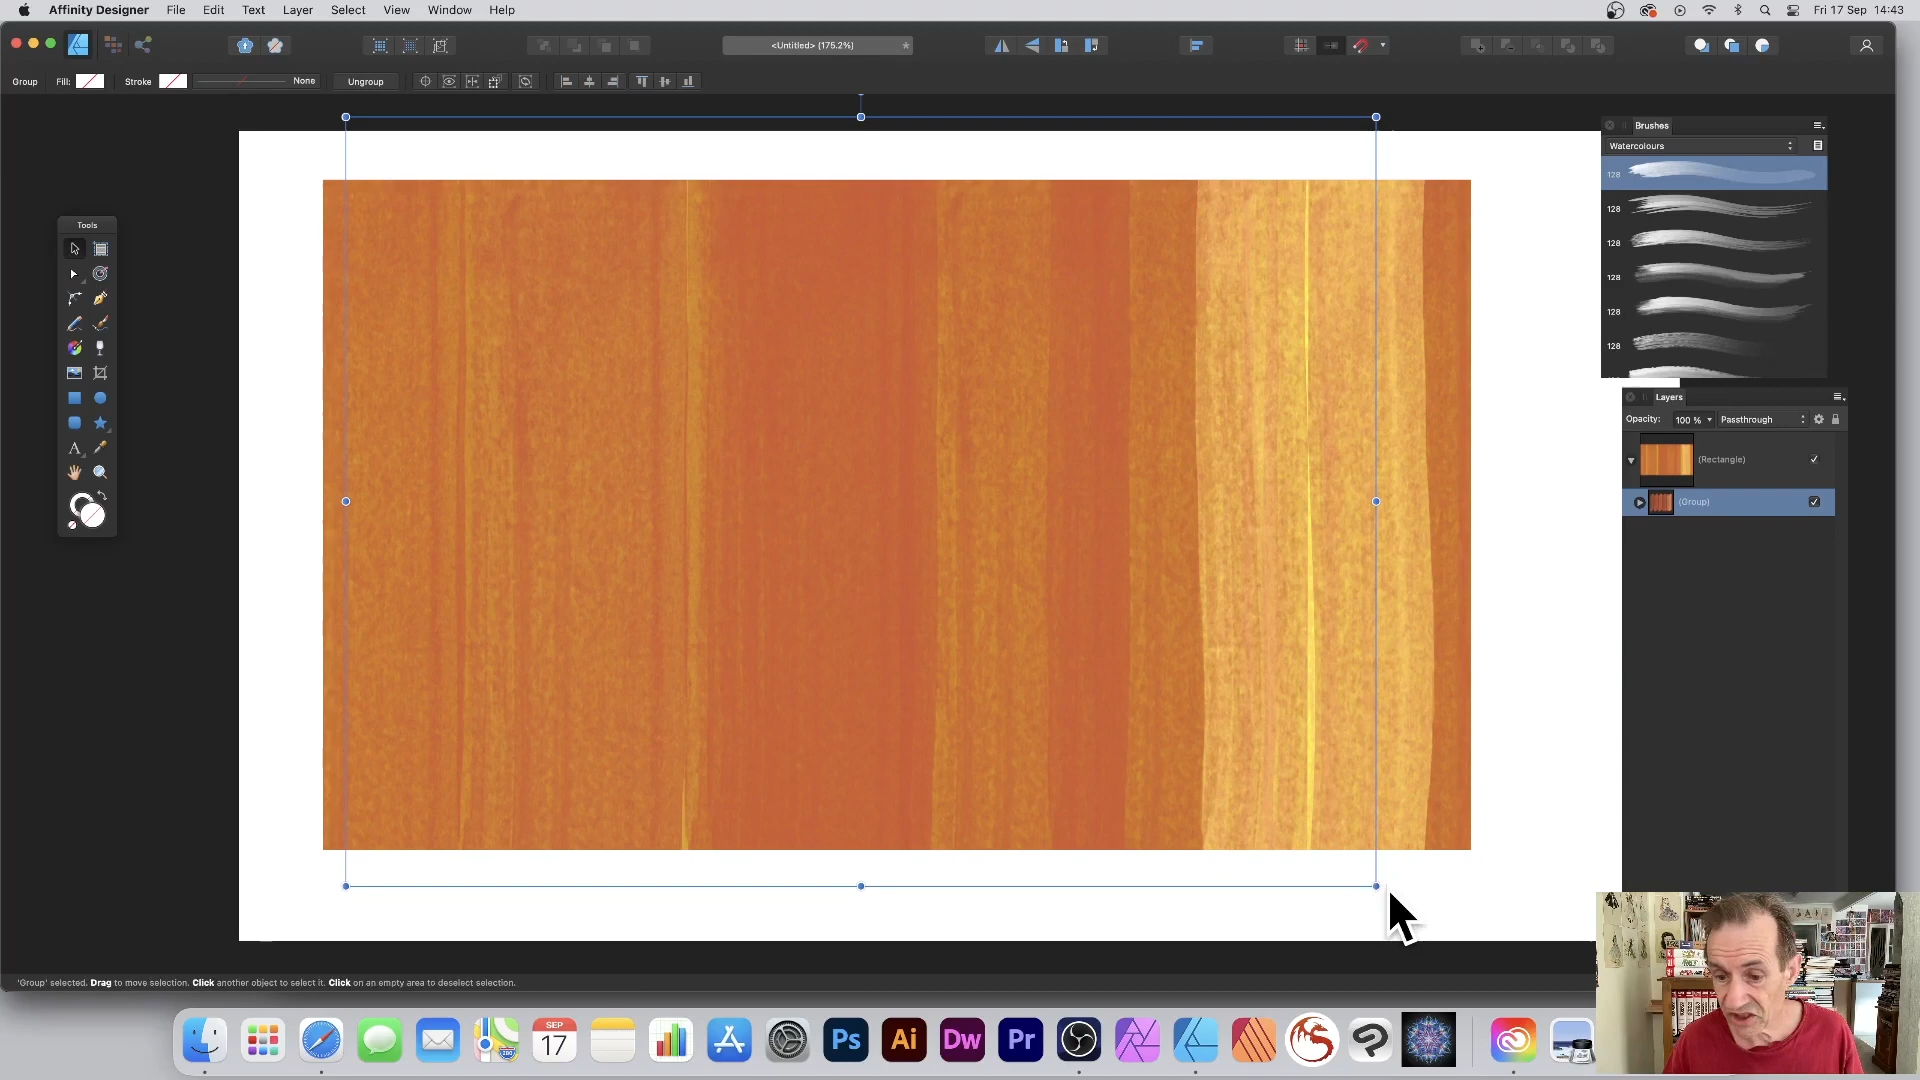 Affinity Designer File Edit Text Layer Select View Window Help Fri 17 Sep 14:43
<Untitled> (175.2%)
Group Fill: Stroke None Ungroup
Brushes
Watercolours
128
128
128
128
128
128
Tools
Layers
Opacity: 100 % Passthrough
(Rectangle)
(Group)
'Group' selected. Drag to move selection. Click another object to select it. Click on an empty area to deselect selection.
SEP
17
Ps Ai Dw Pr